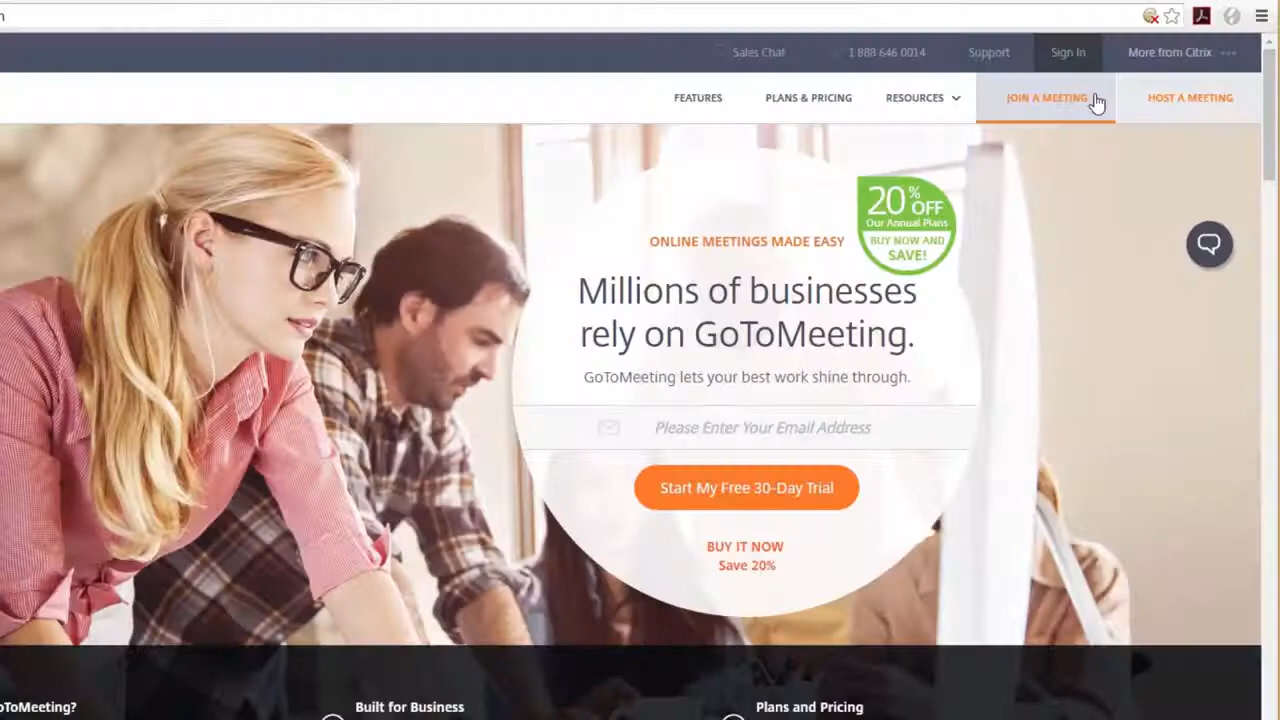 n
Sales Chat 1 888 646 0014 Support Sign In More from Citrix
FEATURES PLANS & PRICING RESOURCES JOIN A MEETING HOST A MEETING
20% OFF
Our Annual Plans
BUY NOW AND
SAVE!
ONLINE MEETINGS MADE EASY
Millions of businesses
rely on GoToMeeting.
GoToMeeting lets your best work shine through.
Please Enter Your Email Address
Start My Free 30-Day Trial
BUY IT NOW
Save 20%
oToMeeting? Built for Business Plans and Pricing